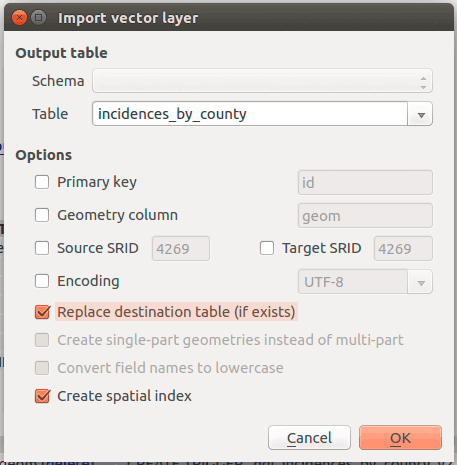 Import vector layer
Output table
Schema
Table incidences_by_county
Options
Primary key id
Geometry column geom
Source SRID 4269 Target SRID 4269
Encoding UTF-8
Replace destination table (if exists)
Create single-part geometries instead of multi-part
Convert field names to lowercase
Create spatial index
Cancel OK